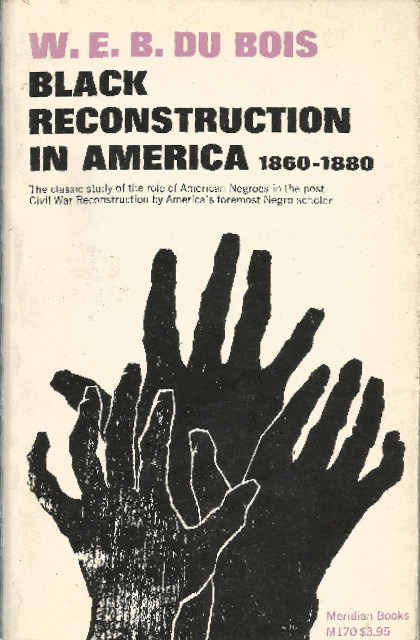 W. E. B. DU BOIS
BLACK
RECONSTRUCTION
IN AMERICA 1860-1880
The classic study of the role of American Negroes in the post
Civil War Reconstruction by America's foremost Negro scholar
Meridian Books
M170 $3.95